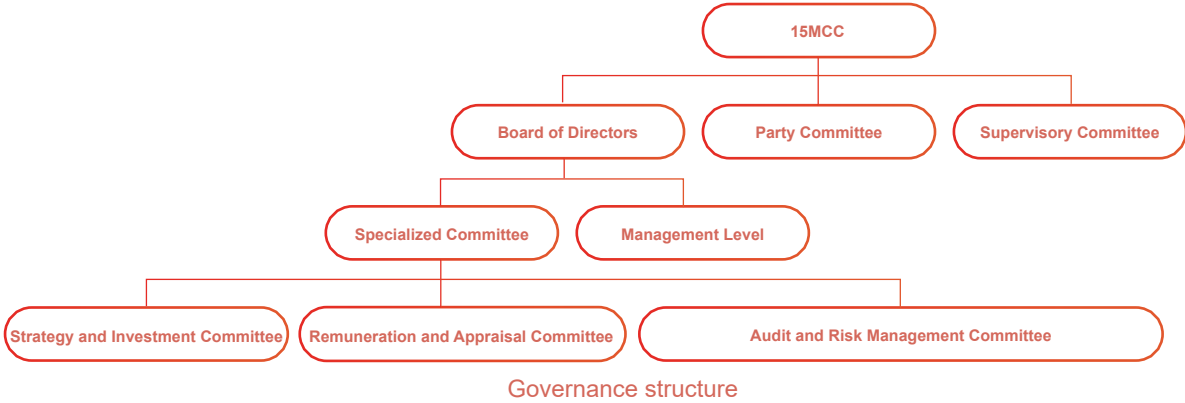 15MCC
Board of Directors
Party Committee
Supervisory Committee
Specialized Committee
Management Level
Strategy and Investment Committee
Remuneration and Appraisal Committee
Audit and Risk Management Committee
Governance structure